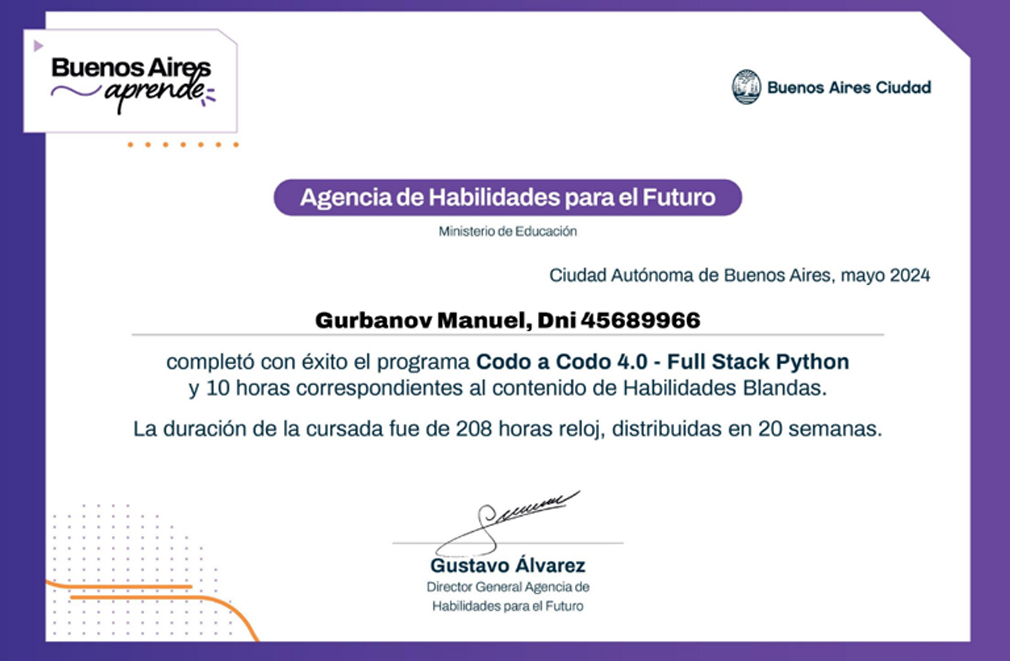 Buenos Aires
aprende
Buenos Aires Ciudad
Agencia de Habilidades para el Futuro
Ministerio de Educación
Ciudad Autónoma de Buenos Aires, mayo 2024
Gurbanov Manuel, Dni 45689966
completó con éxito el programa Codo a Codo 4.0 - Full Stack Python
y 10 horas correspondientes al contenido de Habilidades Blandas.
La duración de la cursada fue de 208 horas reloj, distribuidas en 20 semanas.
Gustavo Álvarez
Director General Agencia de
Habilidades para el Futuro